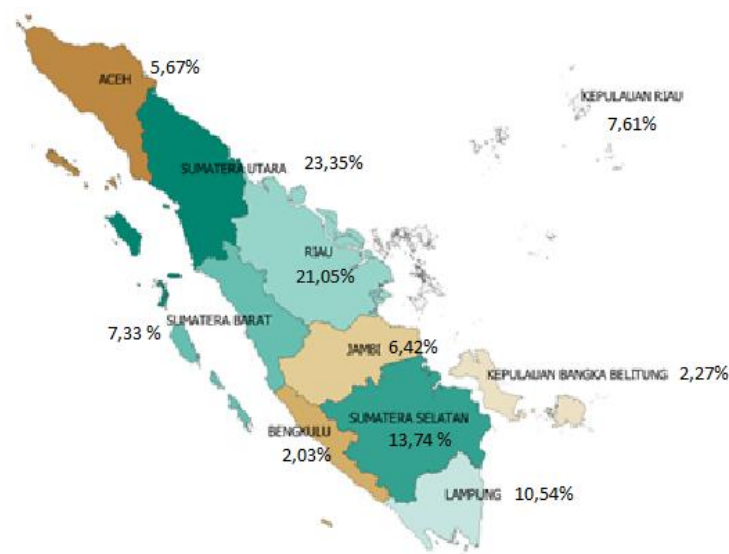 ACEH 5,67%
KEPULAUAN RIAU
7,61%
SUMATERA UTARA 23,35%
RIAU
21,05%
SUMATERA BARAT
7,33 %
JAMBI 6,42%
KEPULAUAN BANGKA BELITUNG 2,27%
SUMATERA SELATAN
13,74 %
BENGKULU
2,03%
LAMPUNG 10,54%